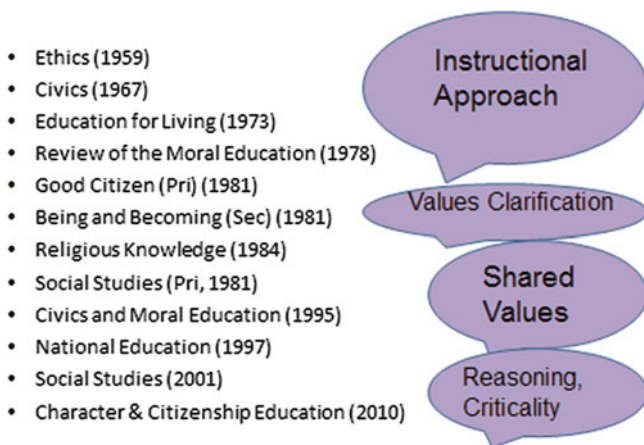 • Ethics (1959)
• Civics (1967)
• Education for Living (1973)
• Review of the Moral Education (1978)
• Good Citizen (Pri) (1981)
• Being and Becoming (Sec) (1981)
• Religious Knowledge (1984)
• Social Studies (Pri, 1981)
• Civics and Moral Education (1995)
• National Education (1997)
• Social Studies (2001)
• Character & Citizenship Education (2010)
Instructional
Approach
Values Clarification
Shared
Values
Reasoning,
Criticality